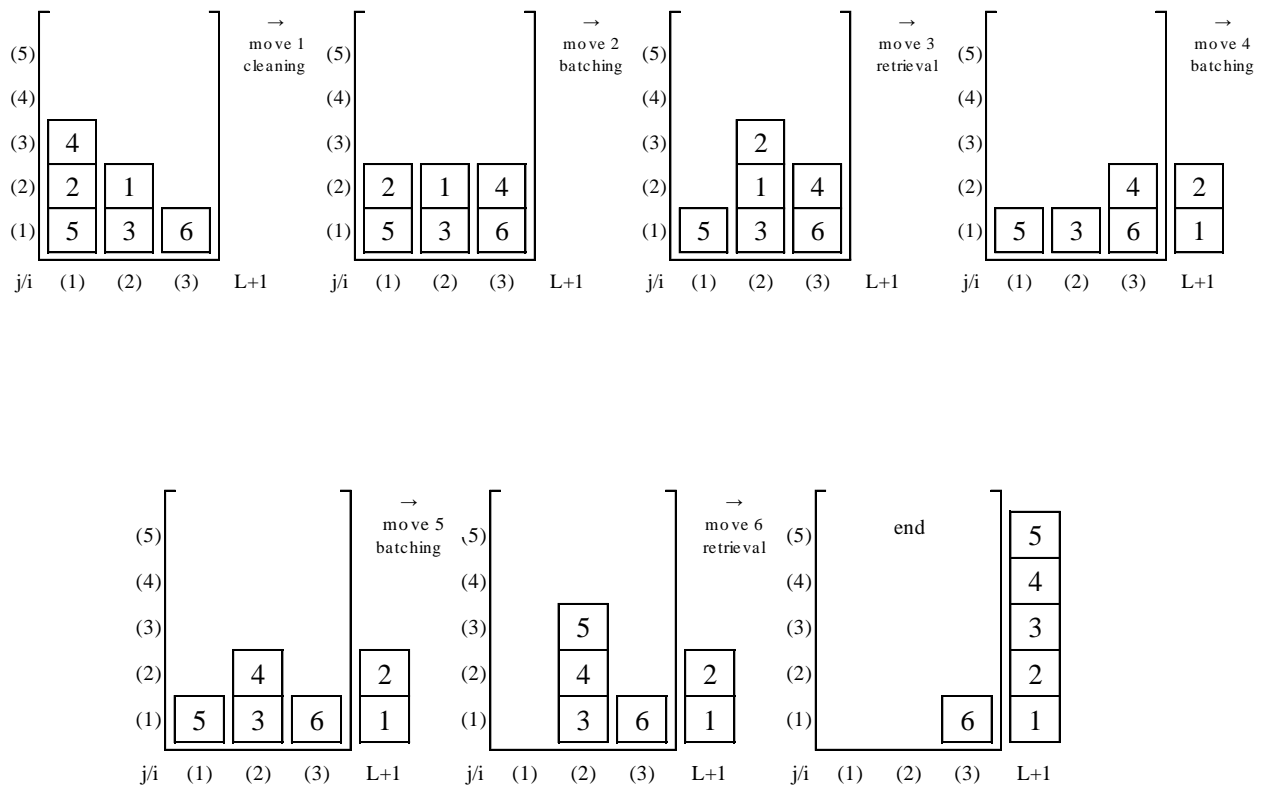 → → → →
move 1 move 2 move 3 move 4
(5) cleaning (5) batching (5) retrieval (5) batching
(4) (4) (4) (4)
(3) 4 (3) (3) 2 (3)
(2) 2 1 (2) 2 1 4 (2) 1 4 (2) 4 2
(1) 5 3 6 (1) 5 3 6 (1) 5 3 6 (1) 5 3 6 1
j/i (1) (2) (3) L+1 j/i (1) (2) (3) L+1 j/i (1) (2) (3) L+1 j/i (1) (2) (3) L+1
→ →
move 5 move 6
(5) batching 5) retrieval (5) end 5
(4) (4) (4) 4
(3) (3) 5 (3) 3
(2) 4 2 (2) 4 2 (2) 2
(1) 5 3 6 1 (1) 3 6 1 (1) 6 1
j/i (1) (2) (3) L+1 j/i (1) (2) (3) L+1 j/i (1) (2) (3) L+1